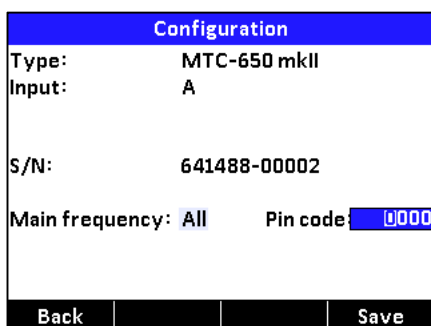 Configuration
Type: MTC-650 mkII
Input: A
S/N: 641488-00002
Main frequency: All Pin code: 0000
Back Save